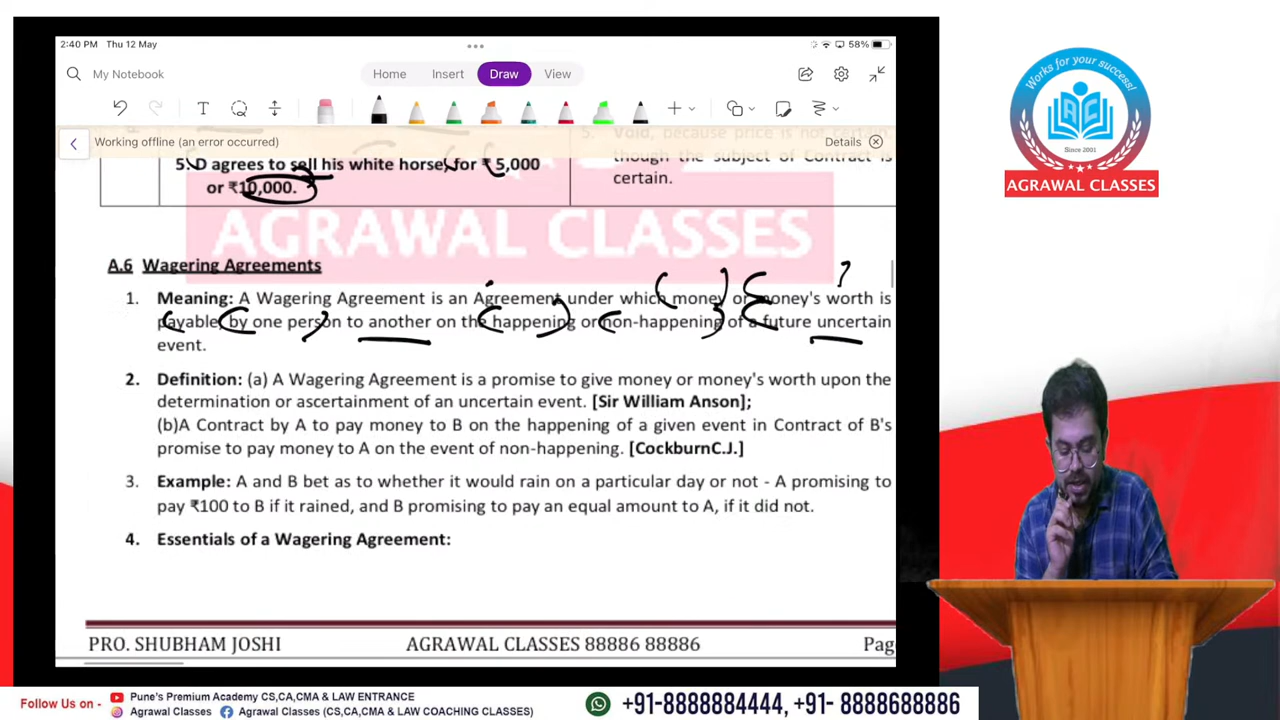 2:40 PM Thu 12 May
58%
My Notebook
Home
Insert
Draw
View
Working offline (an error occurred)
Details
5. D agrees to sell his white horse, for ₹ 5,000
or ₹10,000.
5. Void, because price is not certain,
though the subject of Contract is
certain.
AGRAWAL CLASSES
A.6 Wagering Agreements
1. Meaning: A Wagering Agreement is an Agreement under which money or money's worth is
payable by one person to another on the happening or non-happening of a future uncertain
event.
2. Definition: (a) A Wagering Agreement is a promise to give money or money's worth upon the
determination or ascertainment of an uncertain event. [Sir William Anson];
(b)A Contract by A to pay money to B on the happening of a given event in Contract of B's
promise to pay money to A on the event of non-happening. [CockburnC.J.]
3. Example: A and B bet as to whether it would rain on a particular day or not - A promising to
pay ₹100 to B if it rained, and B promising to pay an equal amount to A, if it did not.
4. Essentials of a Wagering Agreement:
PRO. SHUBHAM JOSHI AGRAWAL CLASSES 88886 88886 Pag
Works for your success!
AC
Since 2001
AGRAWAL CLASSES
Follow Us on - Pune's Premium Academy CS,CA,CMA & LAW ENTRANCE
Agrawal Classes Agrawal Classes (CS,CA,CMA & LAW COACHING CLASSES)
+91-8888884444, +91- 8888688886